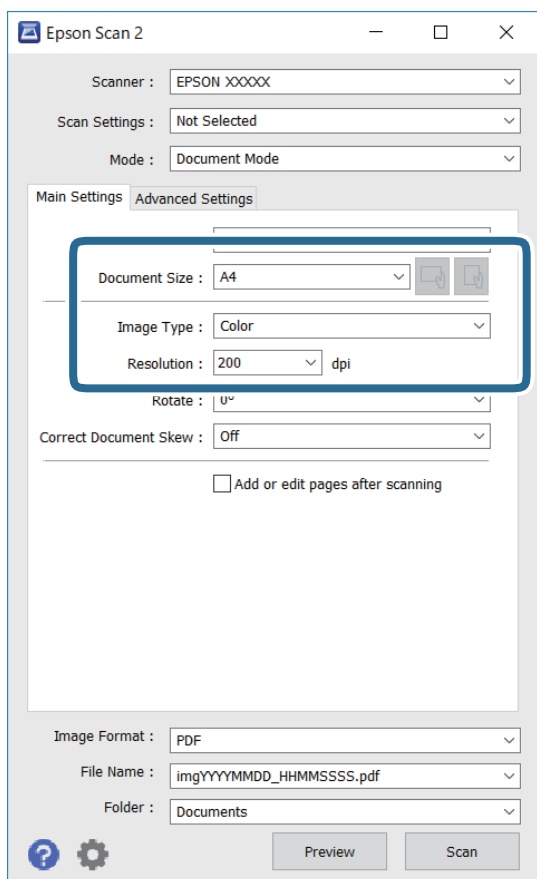 Epson Scan 2
Scanner : EPSON XXXXX
Scan Settings : Not Selected
Mode : Document Mode
Main Settings Advanced Settings
Document Size : A4
Image Type : Color
Resolution : 200 dpi
Rotate : 0°
Correct Document Skew : Off
Add or edit pages after scanning
Image Format : PDF
File Name : imgYYYYMMDD_HHMMSSSS.pdf
Folder : Documents
? Preview Scan